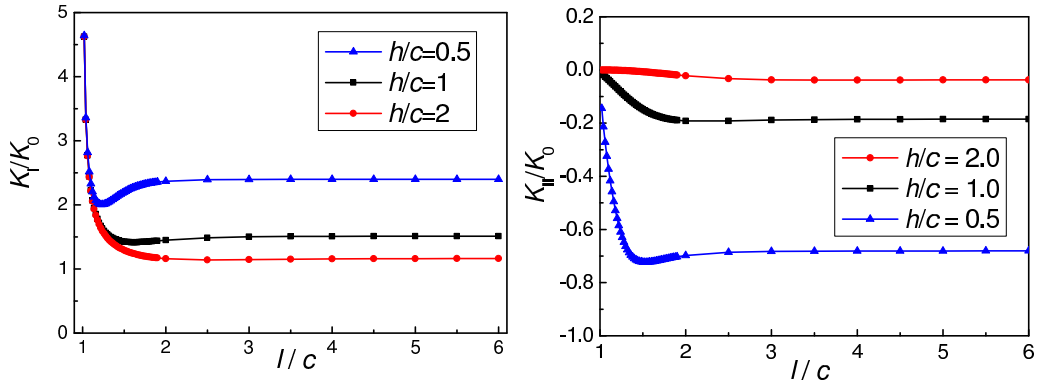 5
4
3
2
1
0
K_I/K_0
h/c=0.5
h/c=1
h/c=2
1 2 3 4 5 6
l / c
0.2
0.0
-0.2
-0.4
-0.6
-0.8
-1.0
K_II/K_0
h/c = 2.0
h/c = 1.0
h/c = 0.5
1 2 3 4 5 6
l / c